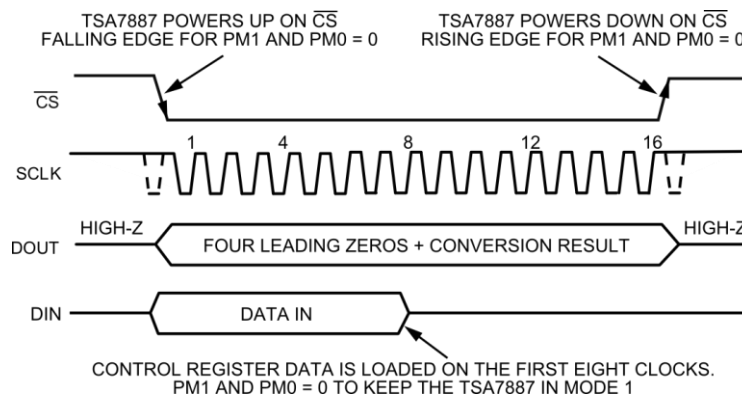 TSA7887 POWERS UP ON CS
FALLING EDGE FOR PM1 AND PM0 = 0
TSA7887 POWERS DOWN ON CS
RISING EDGE FOR PM1 AND PM0 = 0
CS
1 4 8 12 16
SCLK
HIGH-Z
HIGH-Z
DOUT
FOUR LEADING ZEROS + CONVERSION RESULT
DIN
DATA IN
CONTROL REGISTER DATA IS LOADED ON THE FIRST EIGHT CLOCKS.
PM1 AND PM0 = 0 TO KEEP THE TSA7887 IN MODE 1